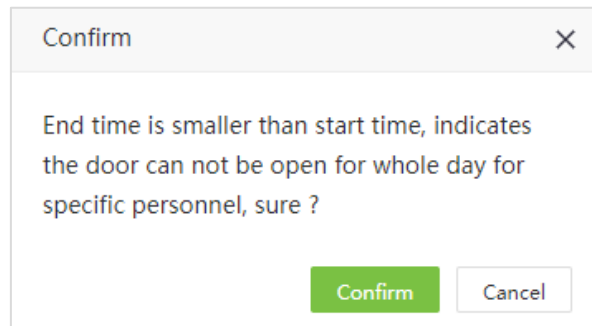 Confirm
End time is smaller than start time, indicates
the door can not be open for whole day for
specific personnel, sure ?
Confirm Cancel